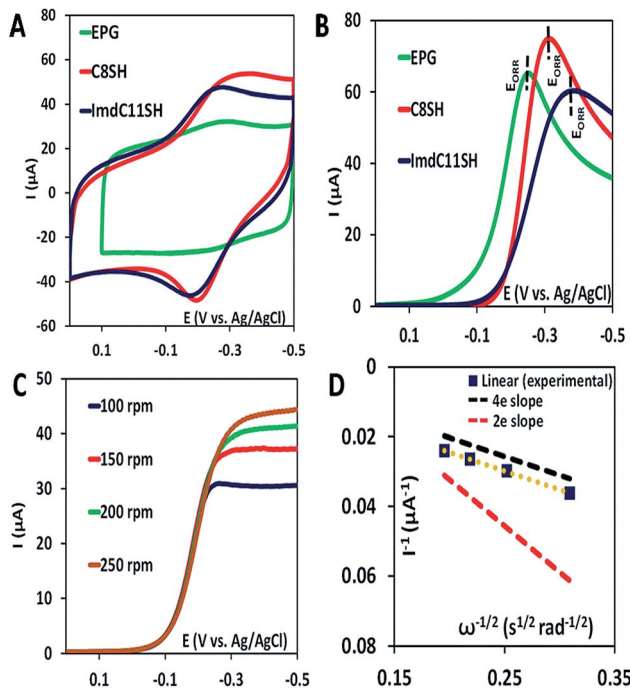 A
EPG
C8SH
ImdC11SH
80
60
40
20
0
-20
-40
-60
I (µA)
E (V vs. Ag/AgCl)
0.1
-0.1
-0.3
-0.5
B
EPG
C8SH
ImdC11SH
E_ORR
E_ORR
E_ORR
80
60
40
20
0
I (µA)
E (V vs. Ag/AgCl)
0.1
-0.1
-0.3
-0.5
C
100 rpm
150 rpm
200 rpm
250 rpm
50
40
30
20
10
0
I (µA)
E (V vs. Ag/AgCl)
0.1
-0.1
-0.3
-0.5
D
Linear (experimental)
4e slope
2e slope
0
0.02
0.04
0.06
0.08
I⁻¹ (µA⁻¹)
ω⁻¹/² (s¹/² rad⁻¹/²)
0.15
0.25
0.35